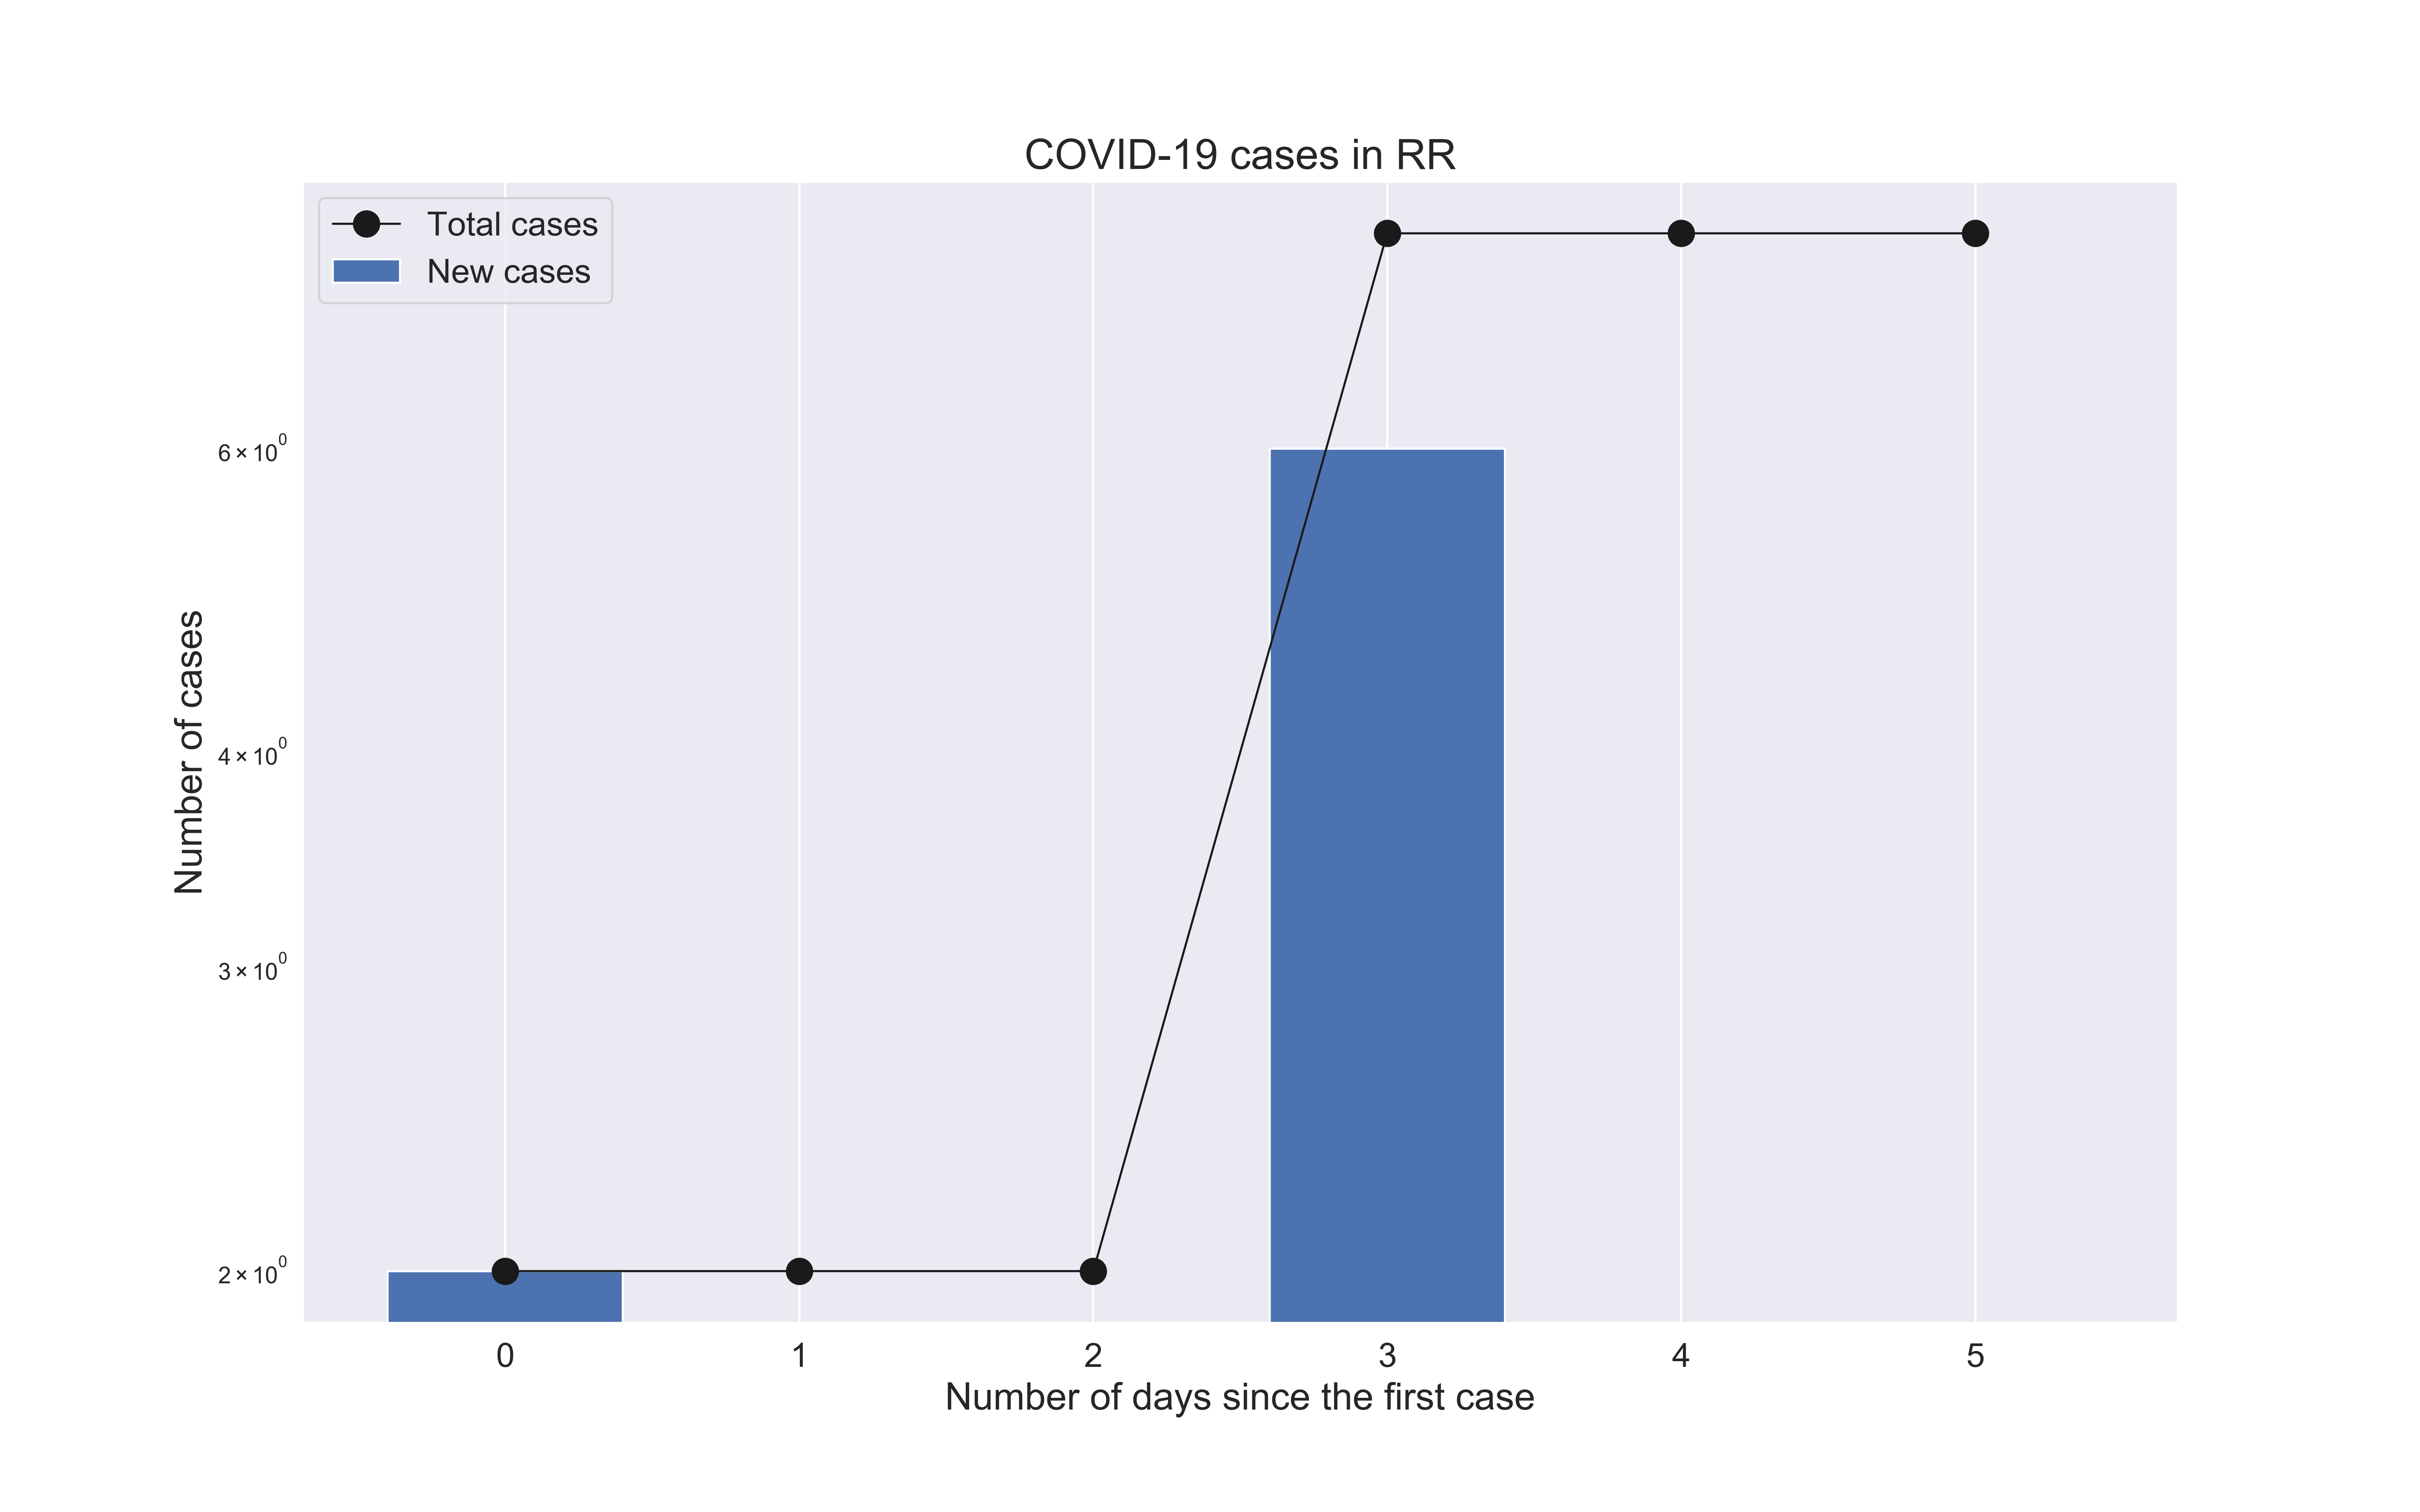 COVID-19 cases in RR
Total cases
New cases
6 × 10⁰
4 × 10⁰
3 × 10⁰
2 × 10⁰
Number of cases
0 1 2 3 4 5
Number of days since the first case